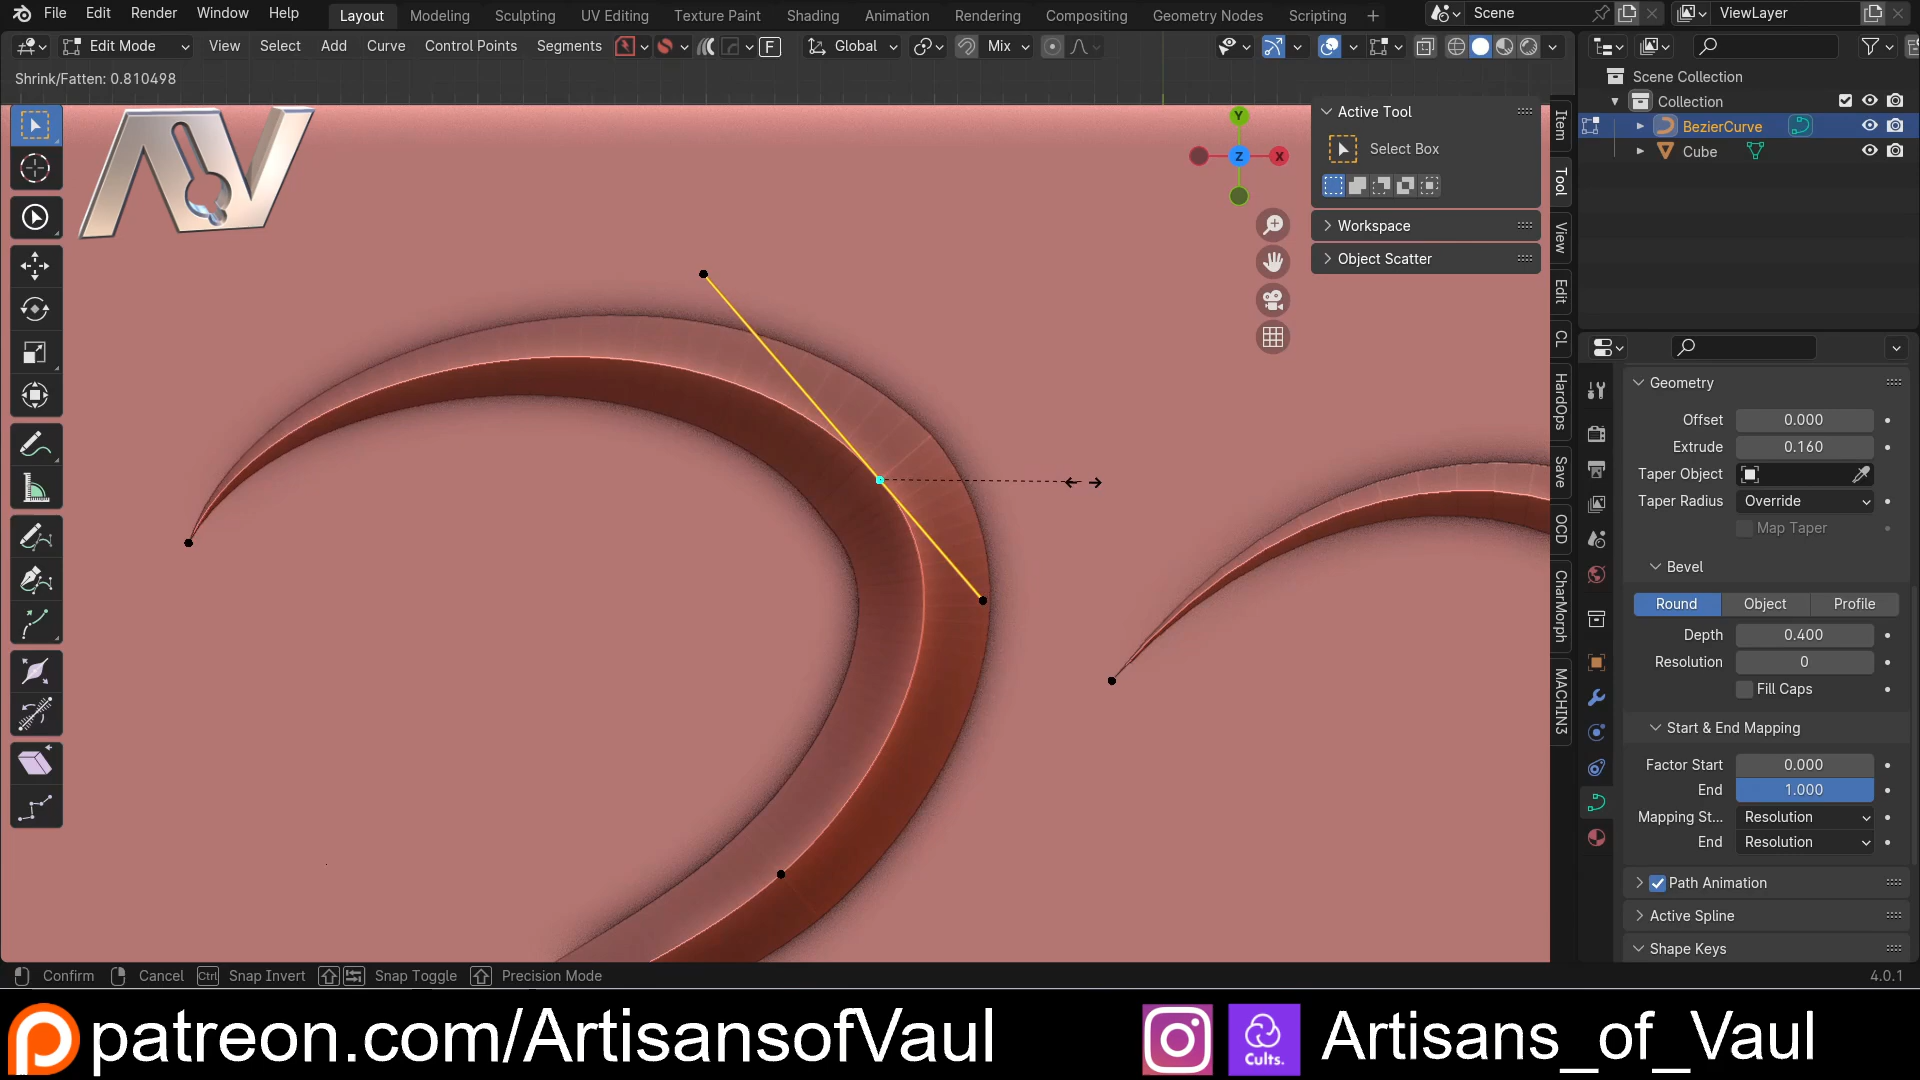 File Edit Render Window Help Layout Modeling Sculpting UV Editing Texture Paint Shading Animation Rendering Compositing Geometry Nodes Scripting + Scene ViewLayer
Edit Mode View Select Add Curve Control Points Segments F Global Mix
Shrink/Fatten: 0.810498
Scene Collection
Collection
BezierCurve
Cube
AV
Y
Z X
Active Tool
Select Box
Workspace
Object Scatter
Item
Tool
View
Edit
CL
HardOps
Save
OCD
CharMorph
MACHIN3
Geometry
Offset 0.000
Extrude 0.160
Taper Object
Taper Radius Override
Map Taper
Bevel
Round Object Profile
Depth 0.400
Resolution 0
Fill Caps
Start & End Mapping
Factor Start 0.000
End 1.000
Mapping St... Resolution
End Resolution
Path Animation
Active Spline
Shape Keys
Confirm Cancel Ctrl Snap Invert Snap Toggle Precision Mode 4.0.1
patreon.com/ArtisansofVaul Cults. Artisans_of_Vaul